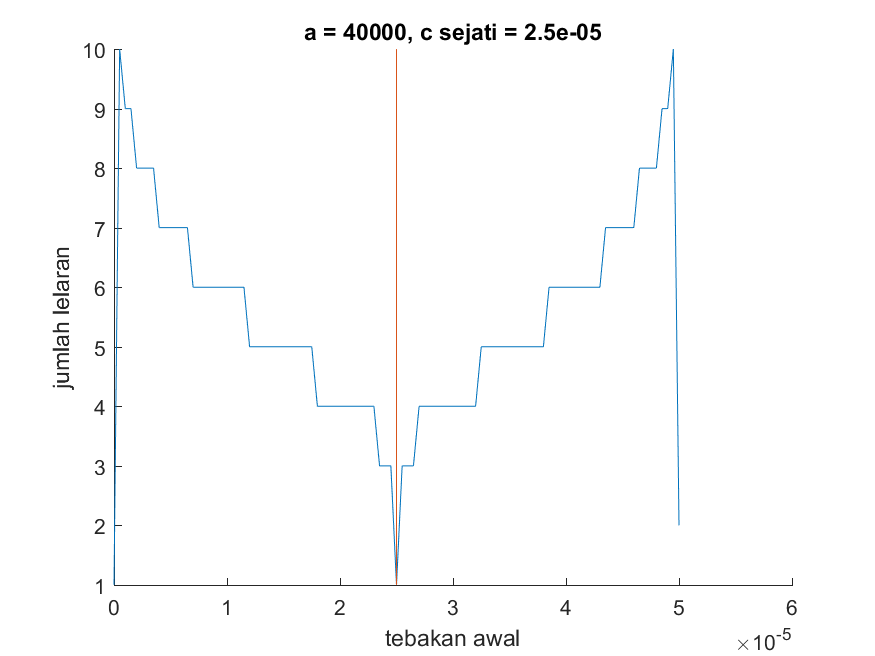 a = 40000, c sejati = 2.5e-05
10
9
8
7
6
5
4
3
2
1
jumlah lelaran
0 1 2 3 4 5 6
tebakan awal
×10-5